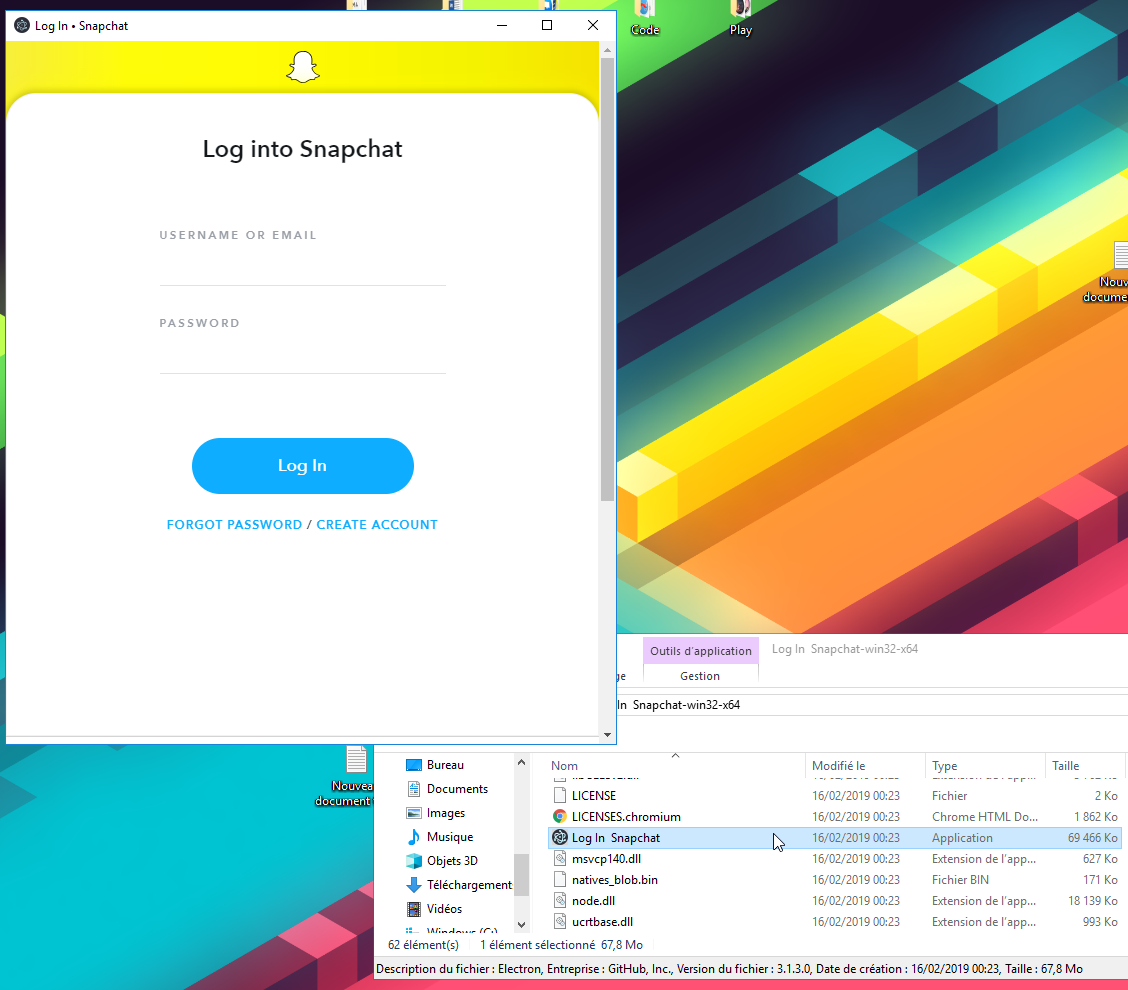 Log In • Snapchat
Code
Play
Log into Snapchat
USERNAME OR EMAIL
PASSWORD
Log In
FORGOT PASSWORD / CREATE ACCOUNT
Nouv
docume
Outils d'application
Log In Snapchat-win32-x64
ge
Gestion
In Snapchat-win32-x64
Nouvea
document
Bureau
Documents
Images
Musique
Objets 3D
Téléchargement
Vidéos
Windows (C:)
Nom
Modifié le
Type
Taille
LICENSE 16/02/2019 00:23 Fichier 2 Ko
LICENSES.chromium 16/02/2019 00:23 Chrome HTML Do... 1 862 Ko
Log In Snapchat 16/02/2019 00:23 Application 69 466 Ko
msvcp140.dll 16/02/2019 00:23 Extension de l'app... 627 Ko
natives_blob.bin 16/02/2019 00:23 Fichier BIN 171 Ko
node.dll 16/02/2019 00:23 Extension de l'app... 18 139 Ko
ucrtbase.dll 16/02/2019 00:23 Extension de l'app... 993 Ko
62 élément(s) 1 élément sélectionné 67,8 Mo
Description du fichier : Electron, Entreprise : GitHub, Inc., Version du fichier : 3.1.3.0, Date de création : 16/02/2019 00:23, Taille : 67,8 Mo